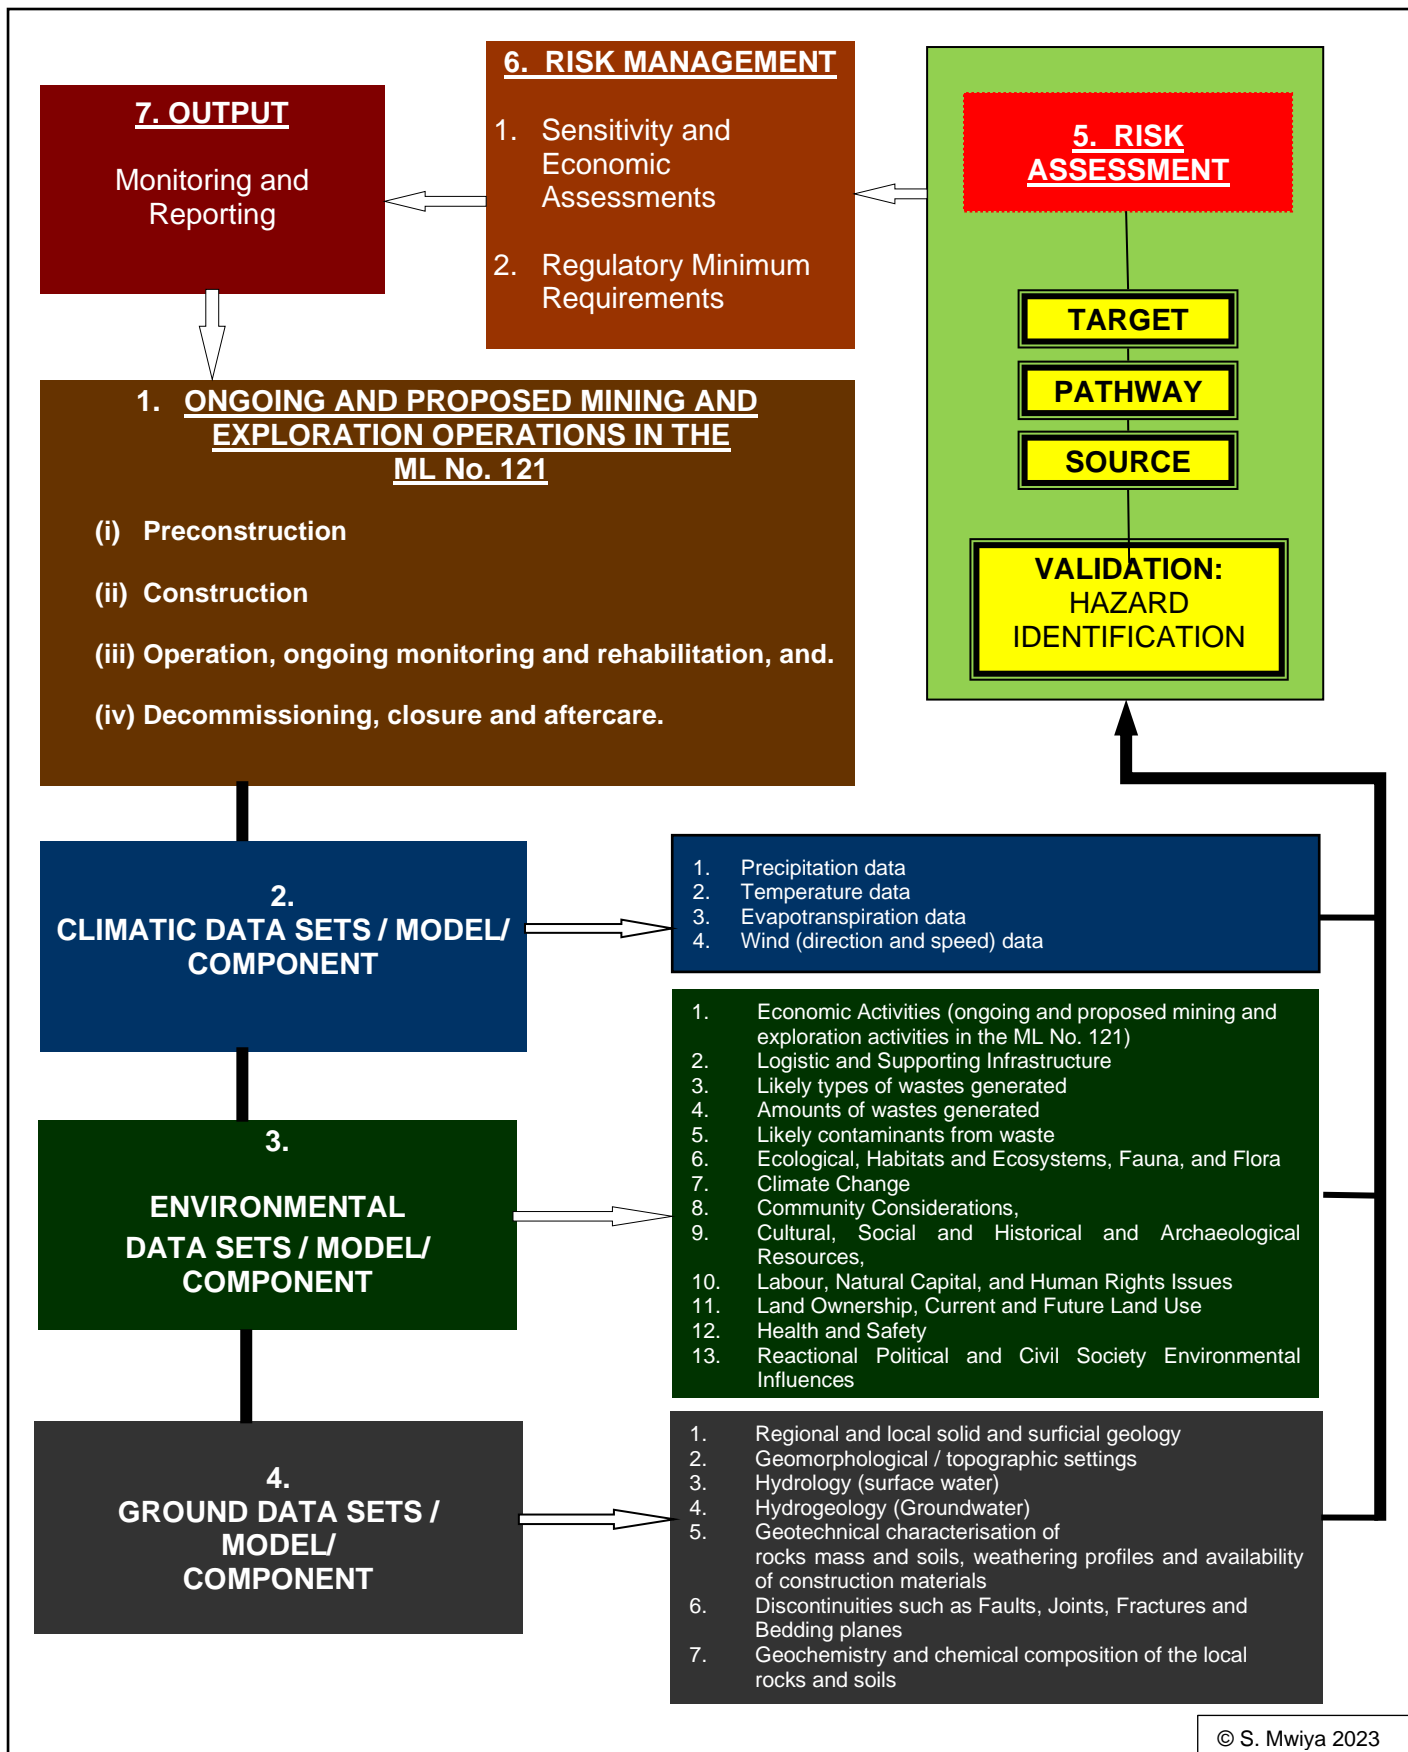 7. OUTPUT
Monitoring and
Reporting
6. RISK MANAGEMENT
1. Sensitivity and
Economic
Assessments
2. Regulatory Minimum
Requirements
5. RISK
ASSESSMENT
TARGET
PATHWAY
SOURCE
VALIDATION:
HAZARD
IDENTIFICATION
1. ONGOING AND PROPOSED MINING AND
EXPLORATION OPERATIONS IN THE
ML No. 121
(i) Preconstruction
(ii) Construction
(iii) Operation, ongoing monitoring and rehabilitation, and.
(iv) Decommissioning, closure and aftercare.
2.
CLIMATIC DATA SETS / MODEL/
COMPONENT
1. Precipitation data
2. Temperature data
3. Evapotranspiration data
4. Wind (direction and speed) data
3.
ENVIRONMENTAL
DATA SETS / MODEL/
COMPONENT
1. Economic Activities (ongoing and proposed mining and
exploration activities in the ML No. 121)
2. Logistic and Supporting Infrastructure
3. Likely types of wastes generated
4. Amounts of wastes generated
5. Likely contaminants from waste
6. Ecological, Habitats and Ecosystems, Fauna, and Flora
7. Climate Change
8. Community Considerations,
9. Cultural, Social and Historical and Archaeological
Resources,
10. Labour, Natural Capital, and Human Rights Issues
11. Land Ownership, Current and Future Land Use
12. Health and Safety
13. Reactional Political and Civil Society Environmental
Influences
4.
GROUND DATA SETS /
MODEL/
COMPONENT
1. Regional and local solid and surficial geology
2. Geomorphological / topographic settings
3. Hydrology (surface water)
4. Hydrogeology (Groundwater)
5. Geotechnical characterisation of
rocks mass and soils, weathering profiles and availability
of construction materials
6. Discontinuities such as Faults, Joints, Fractures and
Bedding planes
7. Geochemistry and chemical composition of the local
rocks and soils
© S. Mwiya 2023